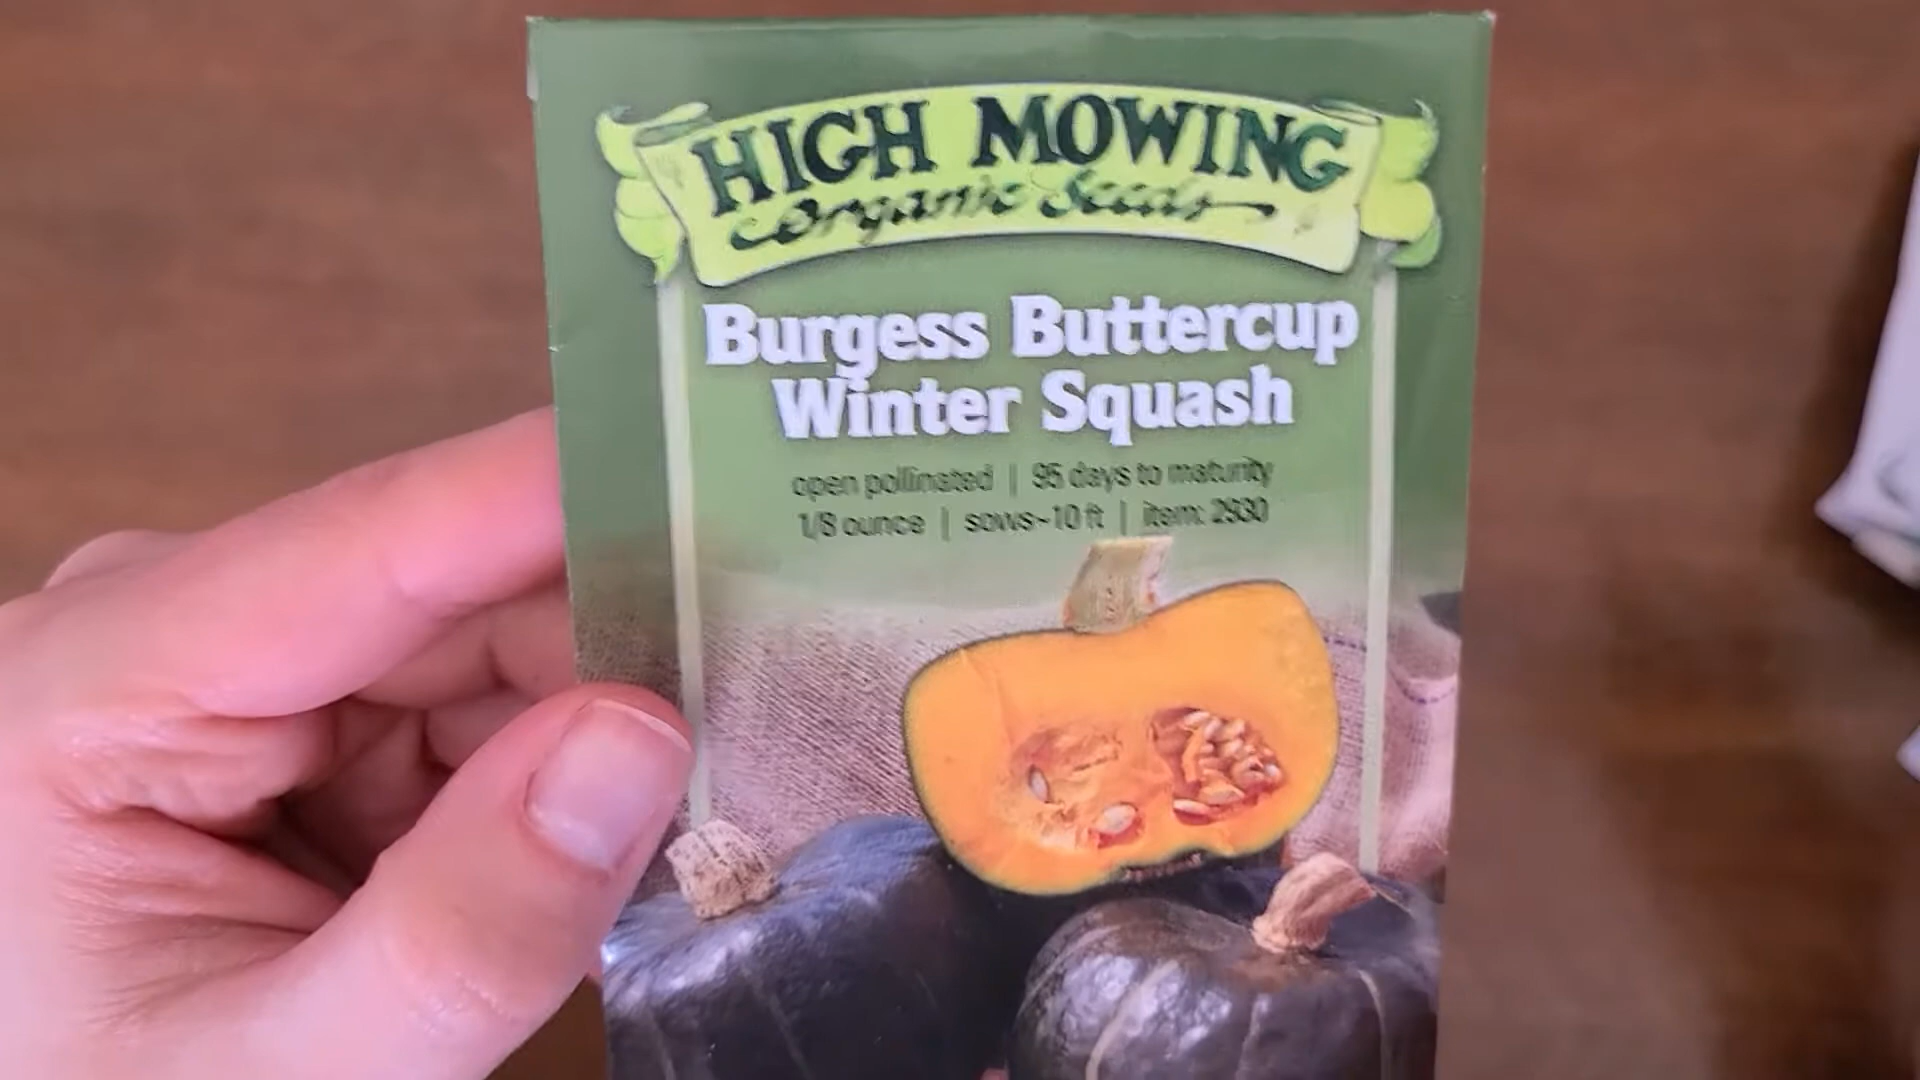 HIGH MOWING
Organic Seeds
Burgess Buttercup
Winter Squash
open pollinated | 95 days to maturity
1/8 ounce | sows~10 ft | item: 2930